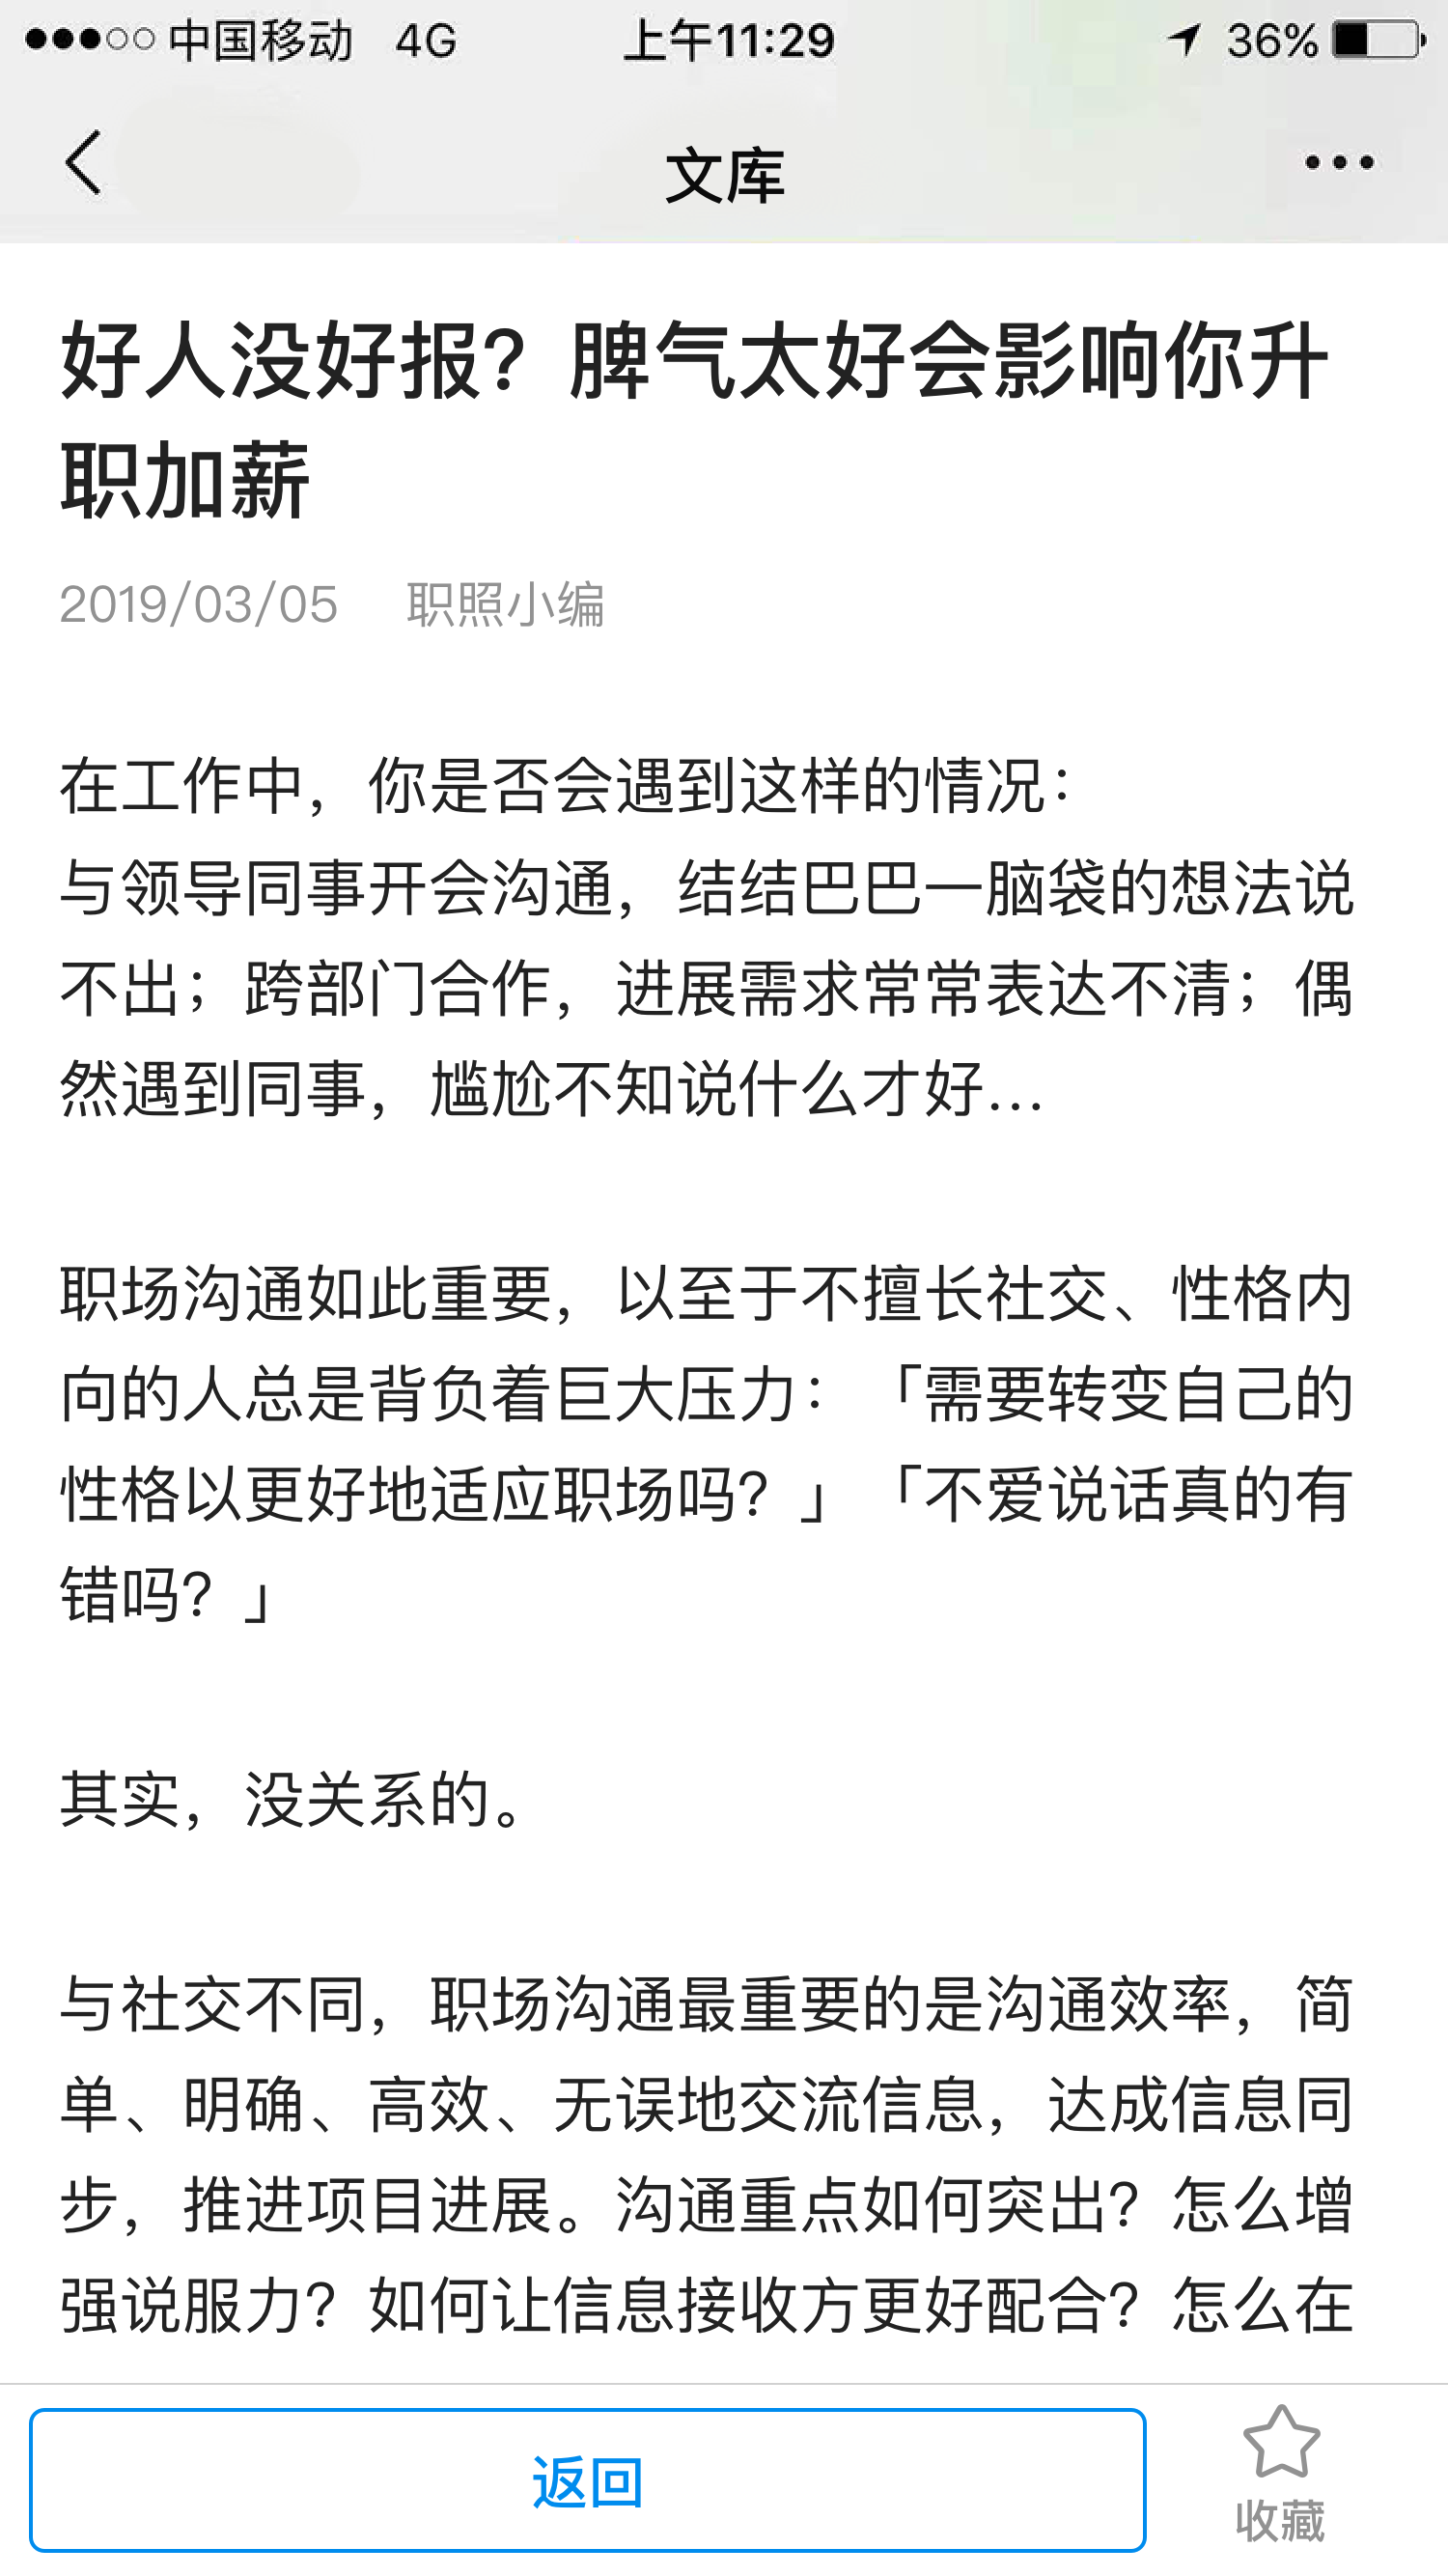 中国移动 4G 上午11:29 36%
文库
好人没好报？脾气太好会影响你升
职加薪
2019/03/05 职照小编
在工作中，你是否会遇到这样的情况：
与领导同事开会沟通，结结巴巴一脑袋的想法说
不出；跨部门合作，进展需求常常表达不清；偶
然遇到同事，尴尬不知说什么才好...
职场沟通如此重要，以至于不擅长社交、性格内
向的人总是背负着巨大压力：「需要转变自己的
性格以更好地适应职场吗？」「不爱说话真的有
错吗？」
其实，没关系的。
与社交不同，职场沟通最重要的是沟通效率，简
单、明确、高效、无误地交流信息，达成信息同
步，推进项目进展。沟通重点如何突出？怎么增
强说服力？如何让信息接收方更好配合？怎么在
返回
收藏